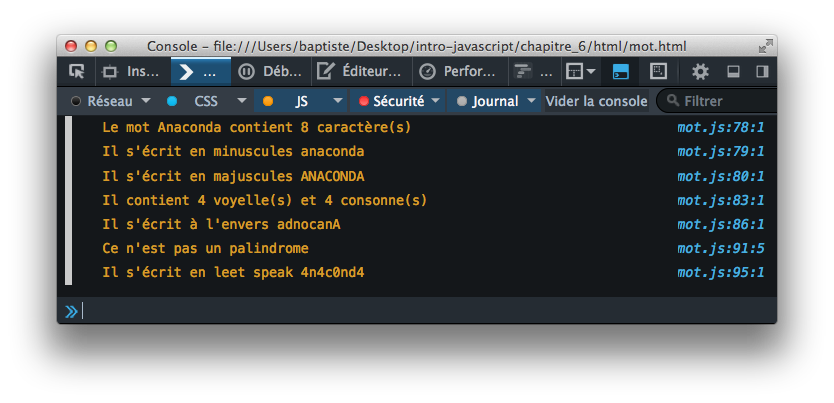 Console – file:///Users/baptiste/Desktop/intro-javascript/chapitre_6/html/mot.html
Ins... ... Déb... Éditeur... Perfor... ...
Réseau CSS JS Sécurité Journal Vider la console Filtrer
Le mot Anaconda contient 8 caractère(s) mot.js:78:1
Il s'écrit en minuscules anaconda mot.js:79:1
Il s'écrit en majuscules ANACONDA mot.js:80:1
Il contient 4 voyelle(s) et 4 consonne(s) mot.js:83:1
Il s'écrit à l'envers adnocanA mot.js:86:1
Ce n'est pas un palindrome mot.js:91:5
Il s'écrit en leet speak 4n4c0nd4 mot.js:95:1